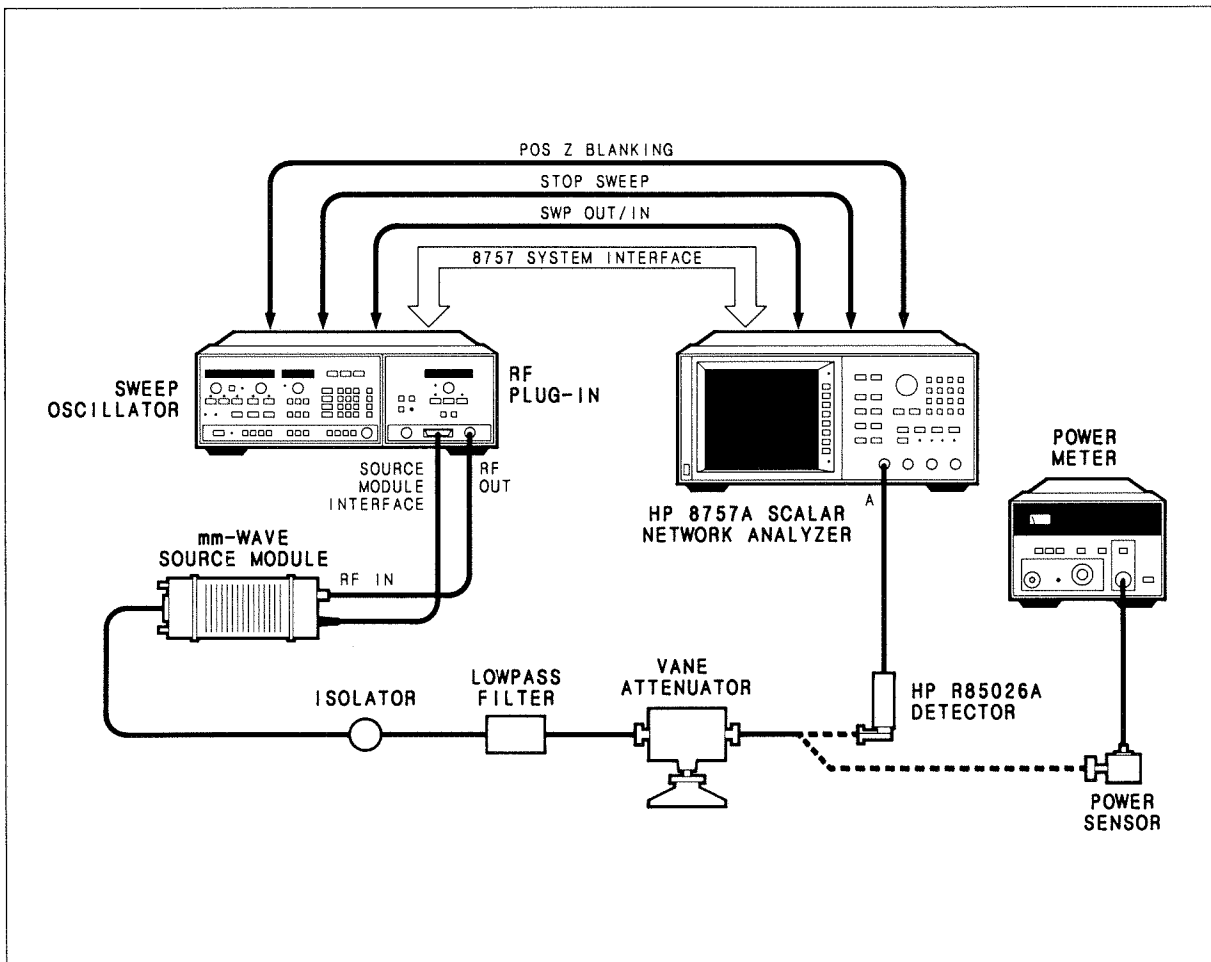 POS Z BLANKING
STOP SWEEP
SWP OUT/IN
8757 SYSTEM INTERFACE
SWEEP
OSCILLATOR
RF
PLUG-IN
SOURCE
MODULE
INTERFACE
RF
OUT
A
HP 8757A SCALAR
NETWORK ANALYZER
POWER
METER
mm-WAVE
SOURCE MODULE
RF IN
ISOLATOR
LOWPASS
FILTER
VANE
ATTENUATOR
HP R85026A
DETECTOR
POWER
SENSOR